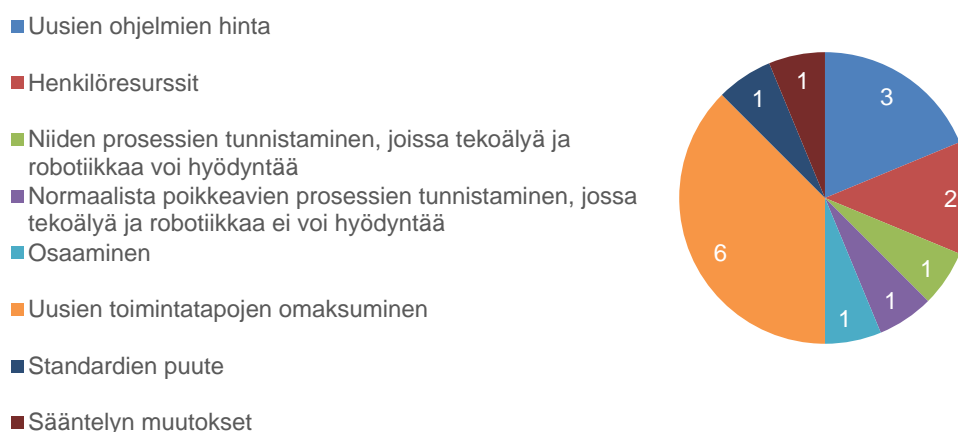 Uusien ohjelmien hinta
Henkilöresurssit
Niiden prosessien tunnistaminen, joissa tekoälyä ja
robotiikkaa voi hyödyntää
Normaalista poikkeavien prosessien tunnistaminen, jossa
tekoälyä ja robotiikkaa ei voi hyödyntää
Osaaminen
Uusien toimintatapojen omaksuminen
Standardien puute
Sääntelyn muutokset
3
2
1
1
1
6
1
1